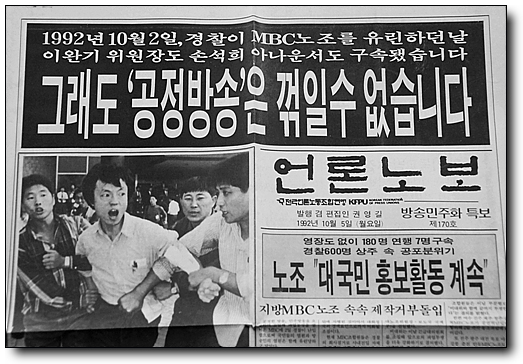 1992년 10월 2일, 경찰이 MBC노조를 유린하던날
이완기 위원장도 손석희 아나운서도 구속됐습니다
그래도 '공정방송'은 꺾일수 없습니다
언론노보
전국언론노동조합연맹 KFPU
발행 겸 편집인 권영길
1992년 10월 5일 (월요일)
방송민주화 특보
제170호
영장도 없이 180명 연행 7명구속
경찰600명 상주 속 공포분위기
노조 "대국민 홍보활동 계속"
지방MBC노조 속속 제작거부돌입